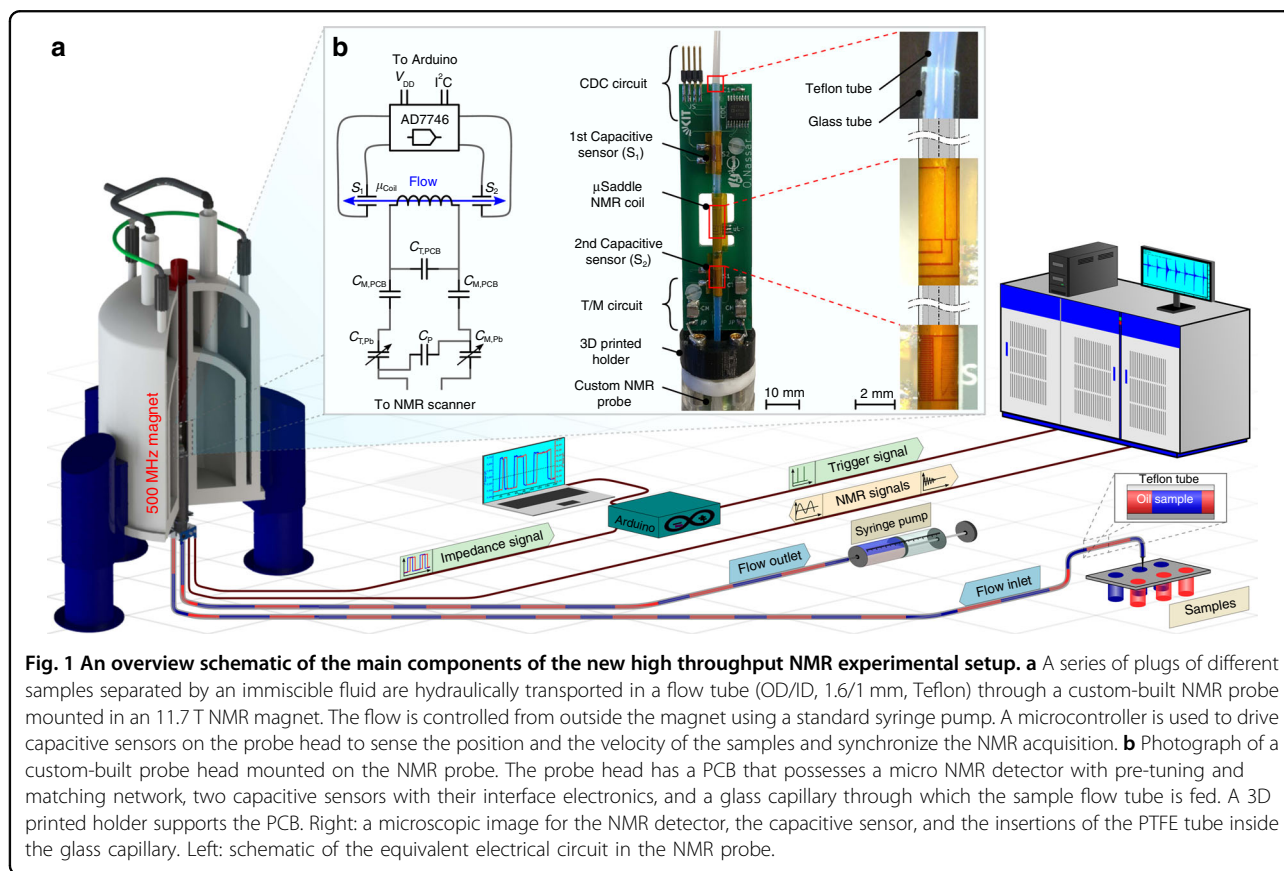 a
b
To Arduino
VDD
I2C
AD7746
S1
μCoil
Flow
S2
CT,PCB
CM,PCB
CM,PCB
CT,Pb
CP
CM,Pb
To NMR scanner
CDC circuit
1st Capacitive
sensor (S1)
μSaddle
NMR coil
2nd Capacitive
sensor (S2)
T/M circuit
3D printed
holder
Custom NMR
probe
KIT
CDC
O.Nassar
10 mm
2 mm
Teflon tube
Glass tube
500 MHz magnet
Trigger signal
NMR signals
Arduino
Impedance signal
Syringe pump
Flow outlet
Flow inlet
Teflon tube
Oil sample
Samples
Fig. 1 An overview schematic of the main components of the new high throughput NMR experimental setup. a A series of plugs of different
samples separated by an immiscible fluid are hydraulically transported in a flow tube (OD/ID, 1.6/1 mm, Teflon) through a custom-built NMR probe
mounted in an 11.7 T NMR magnet. The flow is controlled from outside the magnet using a standard syringe pump. A microcontroller is used to drive
capacitive sensors on the probe head to sense the position and the velocity of the samples and synchronize the NMR acquisition. b Photograph of a
custom-built probe head mounted on the NMR probe. The probe head has a PCB that possesses a micro NMR detector with pre-tuning and
matching network, two capacitive sensors with their interface electronics, and a glass capillary through which the sample flow tube is fed. A 3D
printed holder supports the PCB. Right: a microscopic image for the NMR detector, the capacitive sensor, and the insertions of the PTFE tube inside
the glass capillary. Left: schematic of the equivalent electrical circuit in the NMR probe.